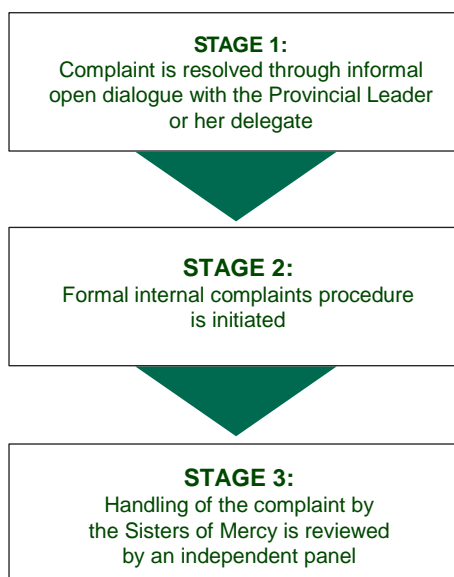 STAGE 1:
Complaint is resolved through informal
open dialogue with the Provincial Leader
or her delegate
STAGE 2:
Formal internal complaints procedure
is initiated
STAGE 3:
Handling of the complaint by
the Sisters of Mercy is reviewed
by an independent panel